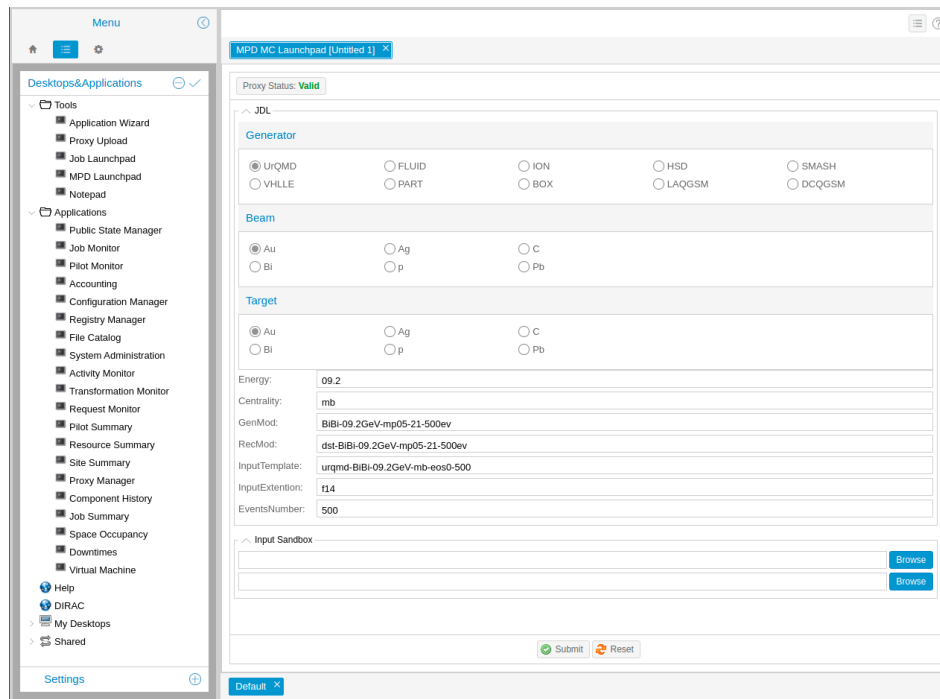 Menu
Desktops&Applications
Tools
Application Wizard
Proxy Upload
Job Launchpad
MPD Launchpad
Notepad
Applications
Public State Manager
Job Monitor
Pilot Monitor
Accounting
Configuration Manager
Registry Manager
File Catalog
System Administration
Activity Monitor
Transformation Monitor
Request Monitor
Pilot Summary
Resource Summary
Site Summary
Proxy Manager
Component History
Job Summary
Space Occupancy
Downtimes
Virtual Machine
Help
DIRAC
My Desktops
Shared
Settings
MPD MC Launchpad [Untitled 1]
Proxy Status: Valid
JDL
Generator
UrQMD FLUID ION HSD SMASH
VHLLE PART BOX LAQGSM DCQGSM
Beam
Au Ag C
Bi p Pb
Target
Au Ag C
Bi p Pb
Energy: 09.2
Centrality: mb
GenMod: BiBi-09.2GeV-mp05-21-500ev
RecMod: dst-BiBi-09.2GeV-mp05-21-500ev
InputTemplate: urqmd-BiBi-09.2GeV-mb-eos0-500
InputExtention: f14
EventsNumber: 500
Input Sandbox
Browse
Browse
Submit Reset
Default